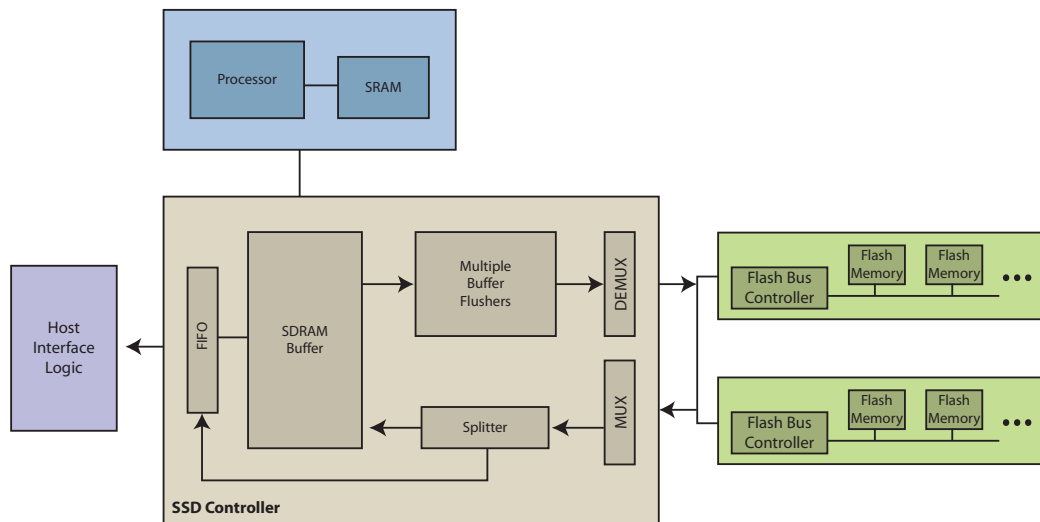 Processor
SRAM
Host
Interface
Logic
FIFO
SDRAM
Buffer
Multiple
Buffer
Flushers
DEMUX
MUX
Splitter
SSD Controller
Flash Bus
Controller
Flash
Memory
Flash
Memory
•••
Flash Bus
Controller
Flash
Memory
Flash
Memory
•••